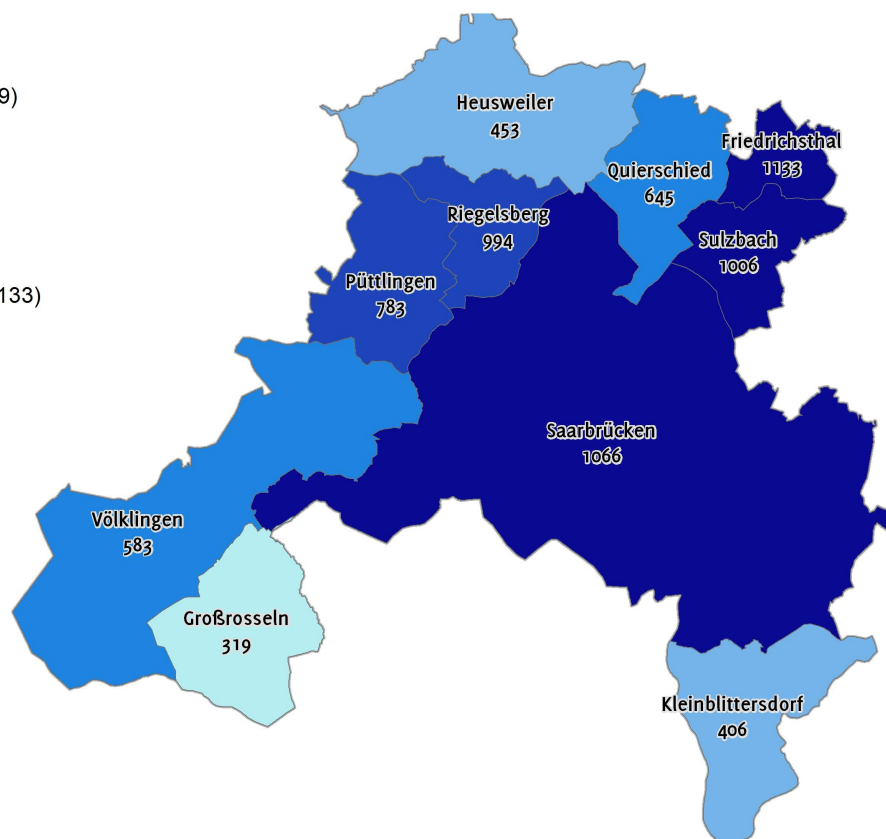 9)
133)
Heusweiler
453
Friedrichsthal
1133
Quierschied
645
Riegelsberg
994
Sulzbach
1006
Püttlingen
783
Saarbrücken
1066
Völklingen
583
Großrosseln
319
Kleinblittersdorf
406